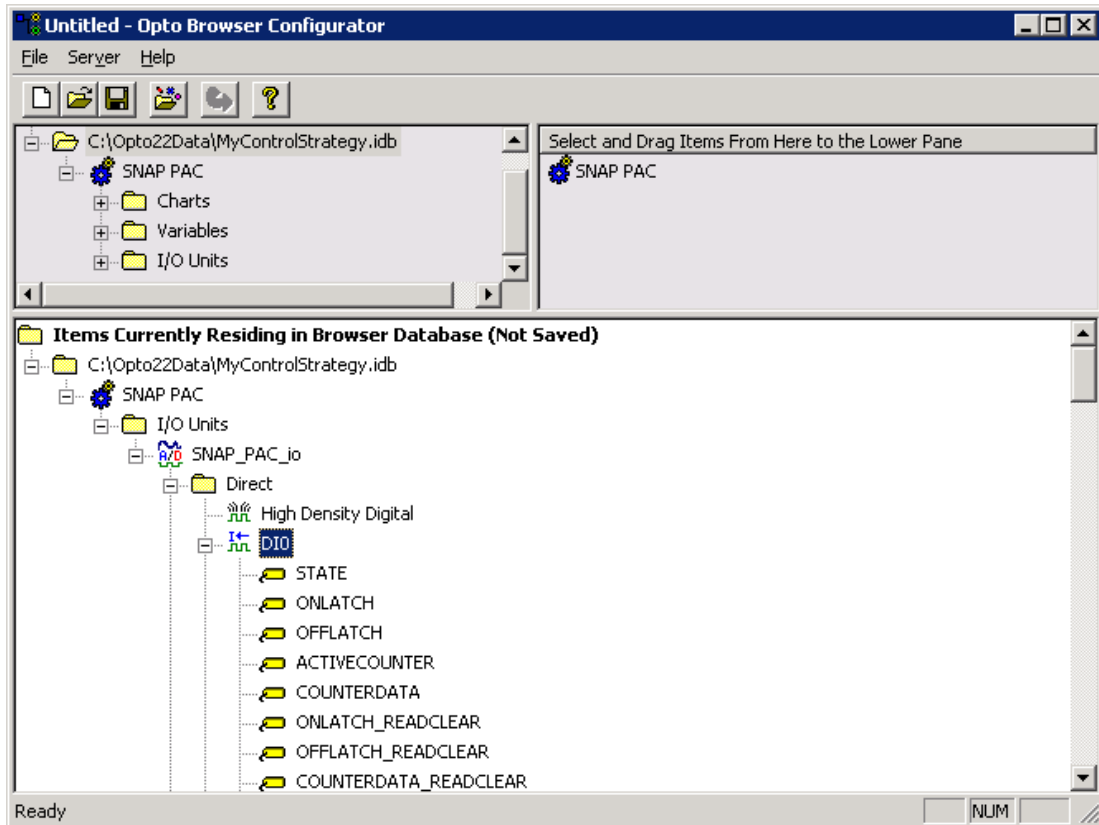 Untitled - Opto Browser Configurator
File Server Help
C:\Opto22Data\MyControlStrategy.idb
SNAP PAC
Charts
Variables
I/O Units
Select and Drag Items From Here to the Lower Pane
SNAP PAC
Items Currently Residing in Browser Database (Not Saved)
C:\Opto22Data\MyControlStrategy.idb
SNAP PAC
I/O Units
A/D SNAP_PAC_io
Direct
High Density Digital
I DI0
STATE
ONLATCH
OFFLATCH
ACTIVECOUNTER
COUNTERDATA
ONLATCH_READCLEAR
OFFLATCH_READCLEAR
COUNTERDATA_READCLEAR
Ready NUM